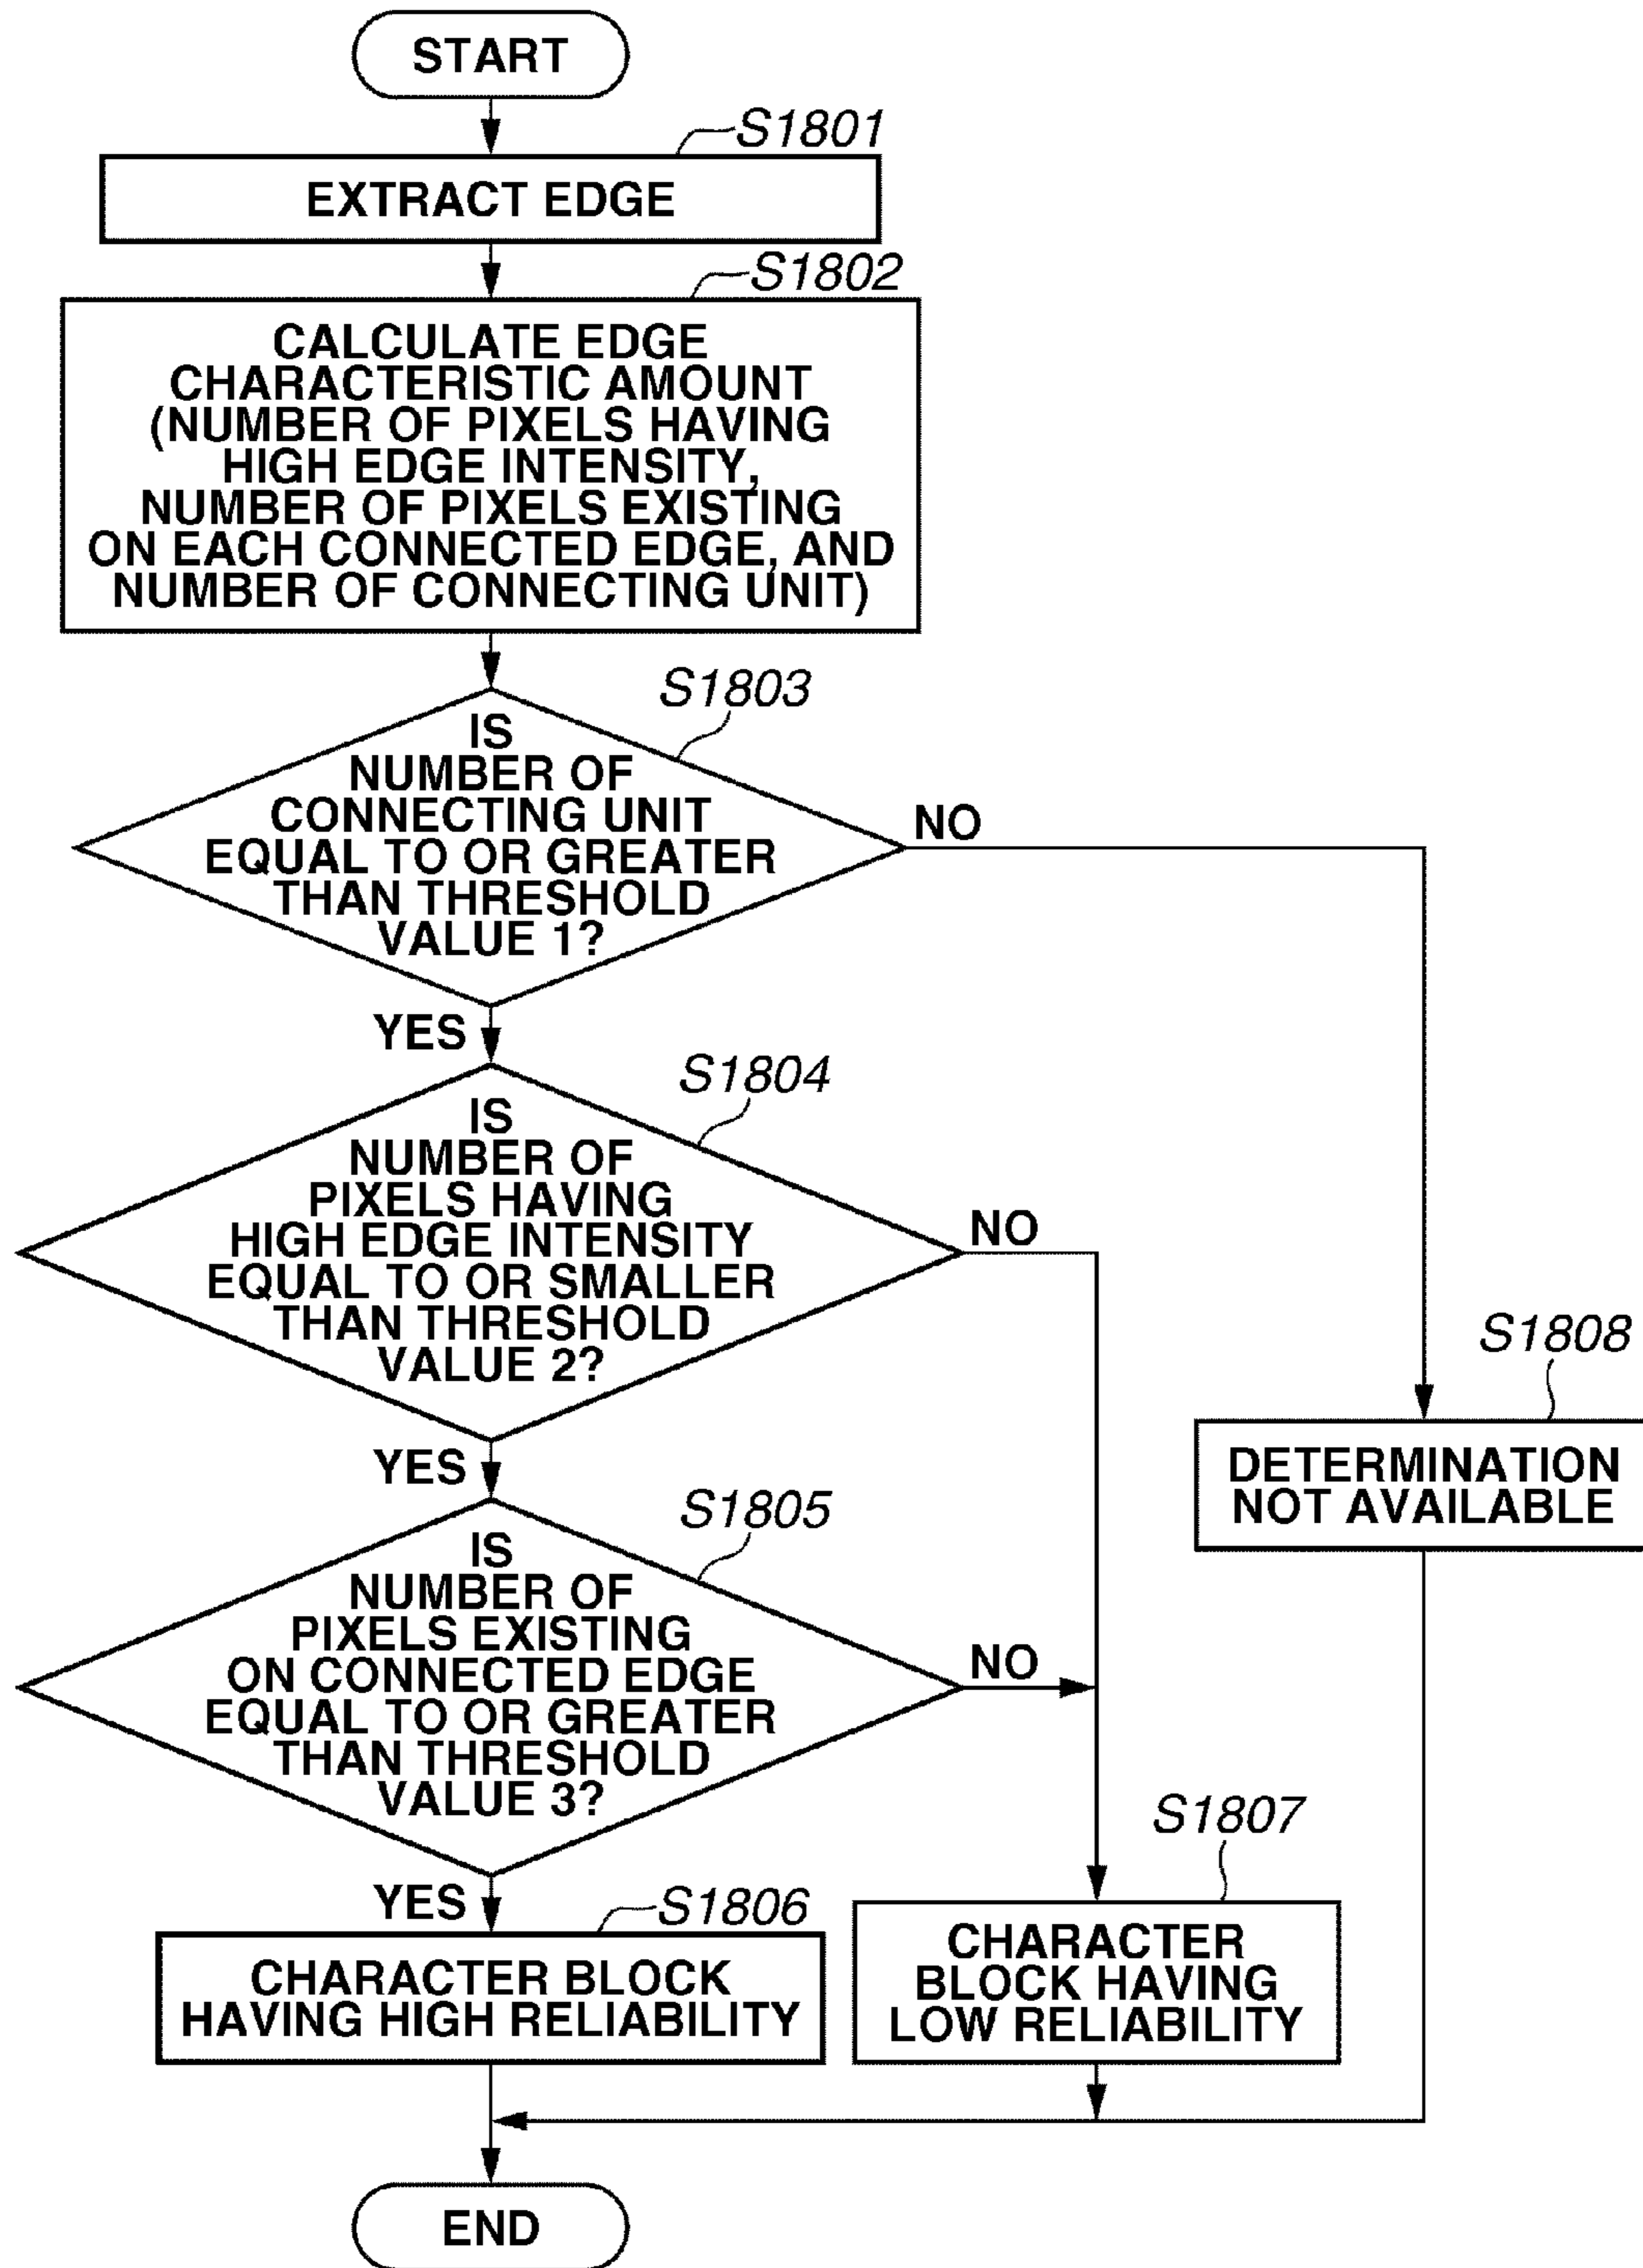 START
S1801
EXTRACT EDGE
S1802
CALCULATE EDGE
CHARACTERISTIC AMOUNT
(NUMBER OF PIXELS HAVING
HIGH EDGE INTENSITY,
NUMBER OF PIXELS EXISTING
ON EACH CONNECTED EDGE, AND
NUMBER OF CONNECTING UNIT)
S1803
IS
NUMBER OF
CONNECTING UNIT
EQUAL TO OR GREATER
THAN THRESHOLD
VALUE 1?
NO
YES
S1804
IS
NUMBER OF
PIXELS HAVING
HIGH EDGE INTENSITY
EQUAL TO OR SMALLER
THAN THRESHOLD
VALUE 2?
NO
S1808
DETERMINATION
NOT AVAILABLE
YES
S1805
IS
NUMBER OF
PIXELS EXISTING
ON CONNECTED EDGE
EQUAL TO OR GREATER
THAN THRESHOLD
VALUE 3?
NO
YES
S1806
CHARACTER BLOCK
HAVING HIGH RELIABILITY
S1807
CHARACTER
BLOCK HAVING
LOW RELIABILITY
END